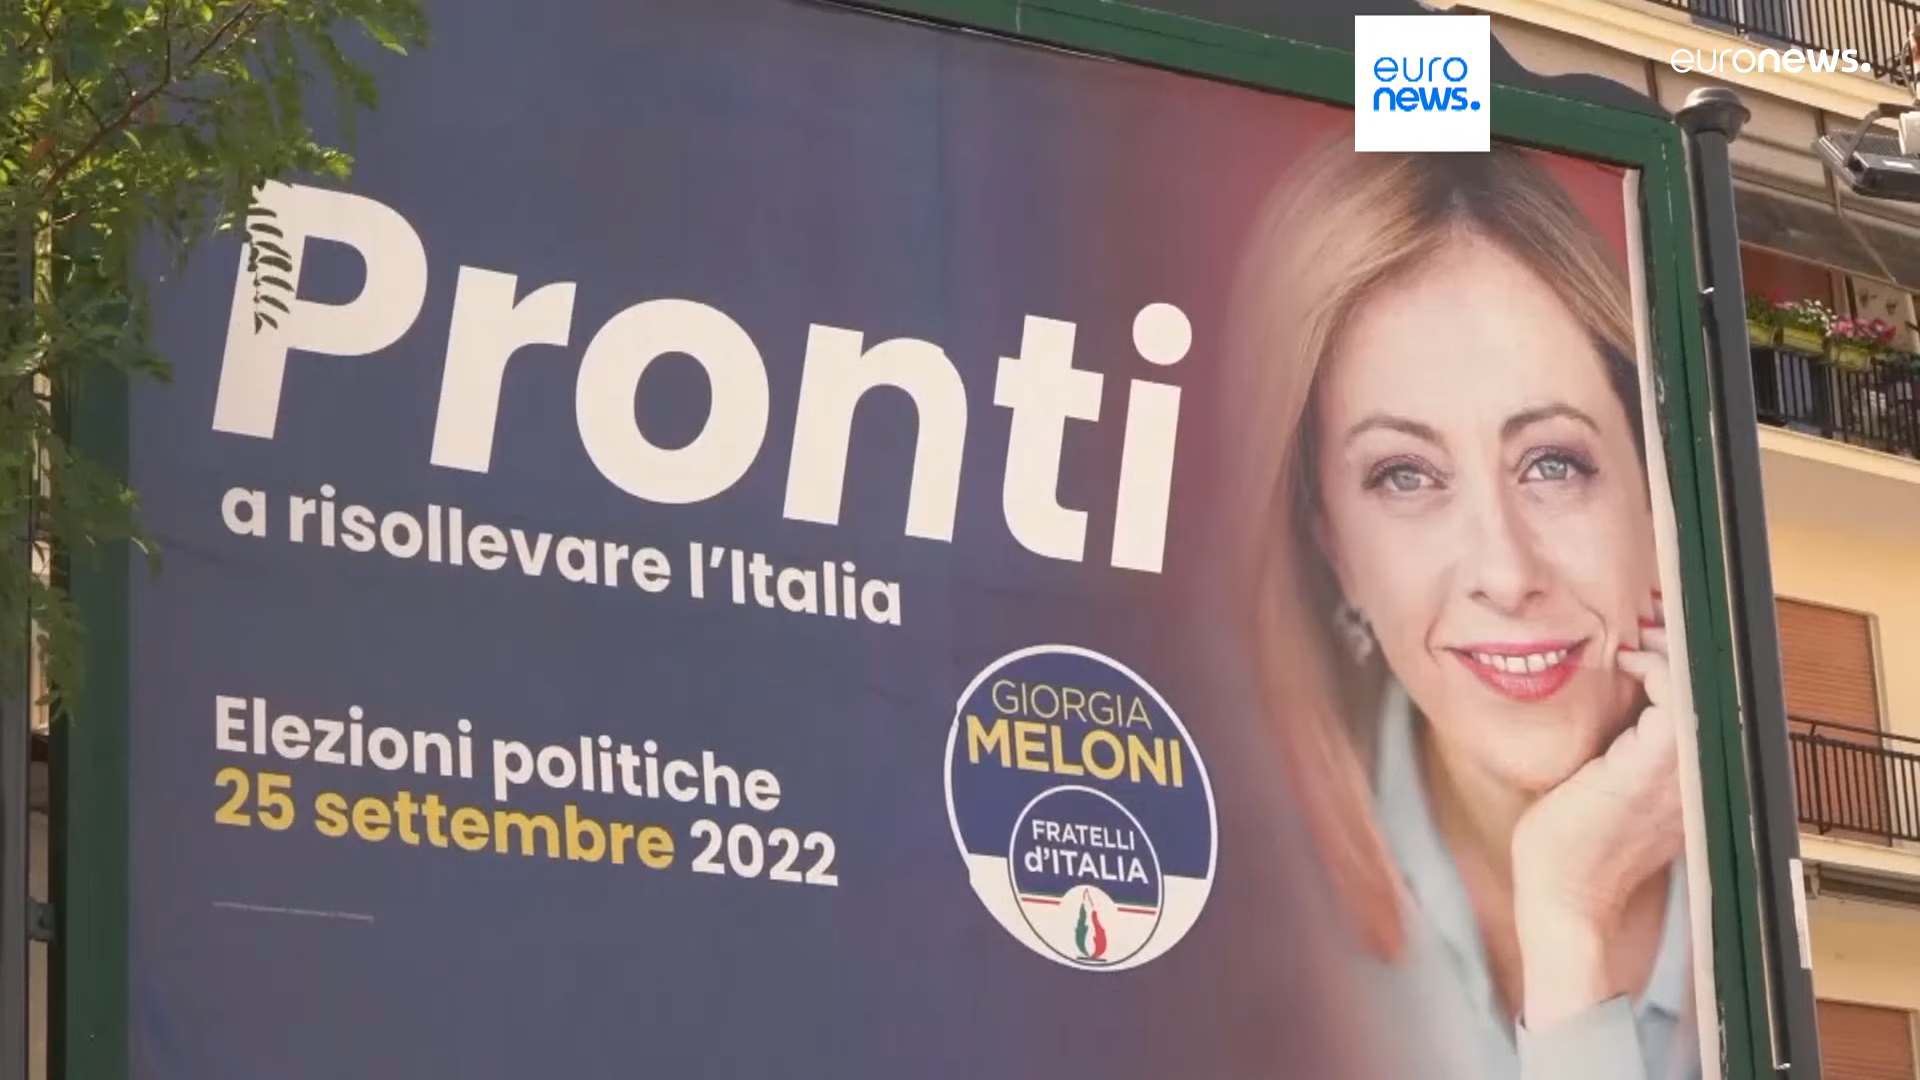 euro
news.
euronews.
Pronti
a risollevare l'Italia
Elezioni politiche
25 settembre 2022
GIORGIA
MELONI
FRATELLI
d'ITALIA